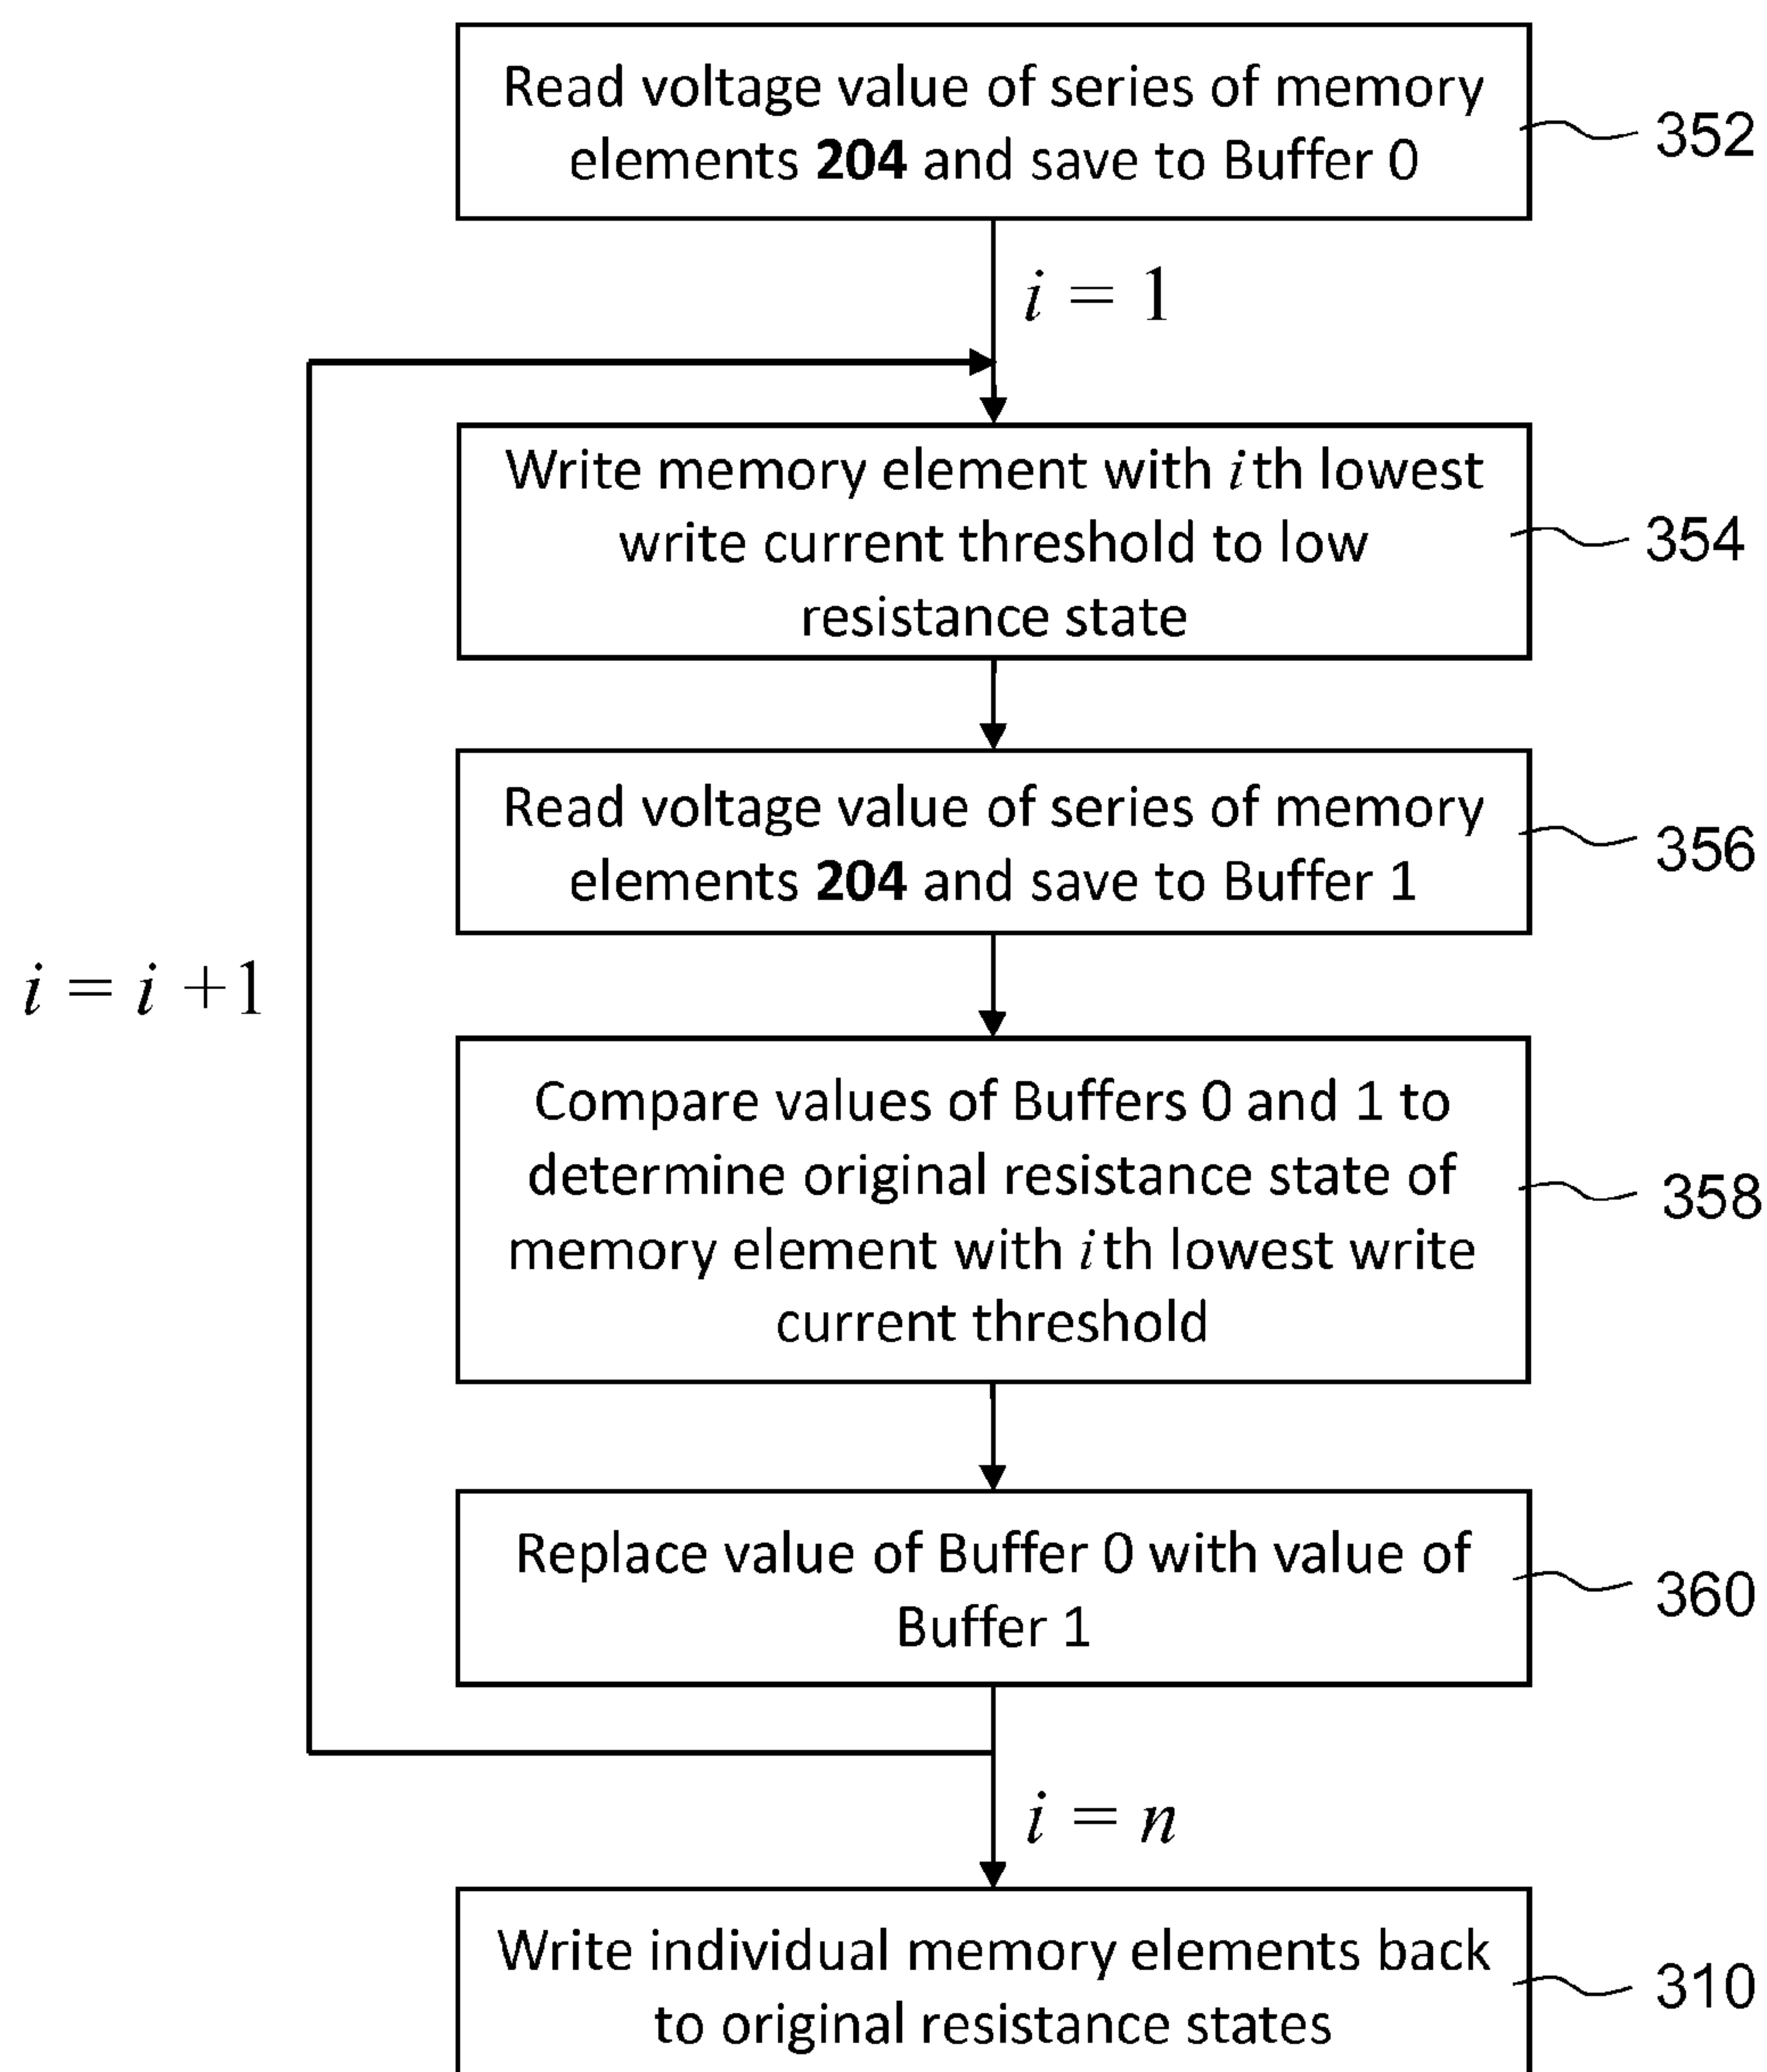 Read voltage value of series of memory
elements 204 and save to Buffer 0
352
i = 1
Write memory element with ith lowest
write current threshold to low
resistance state
354
Read voltage value of series of memory
elements 204 and save to Buffer 1
356
i = i +1
Compare values of Buffers 0 and 1 to
determine original resistance state of
memory element with ith lowest write
current threshold
358
Replace value of Buffer 0 with value of
Buffer 1
360
i = n
Write individual memory elements back
to original resistance states
310